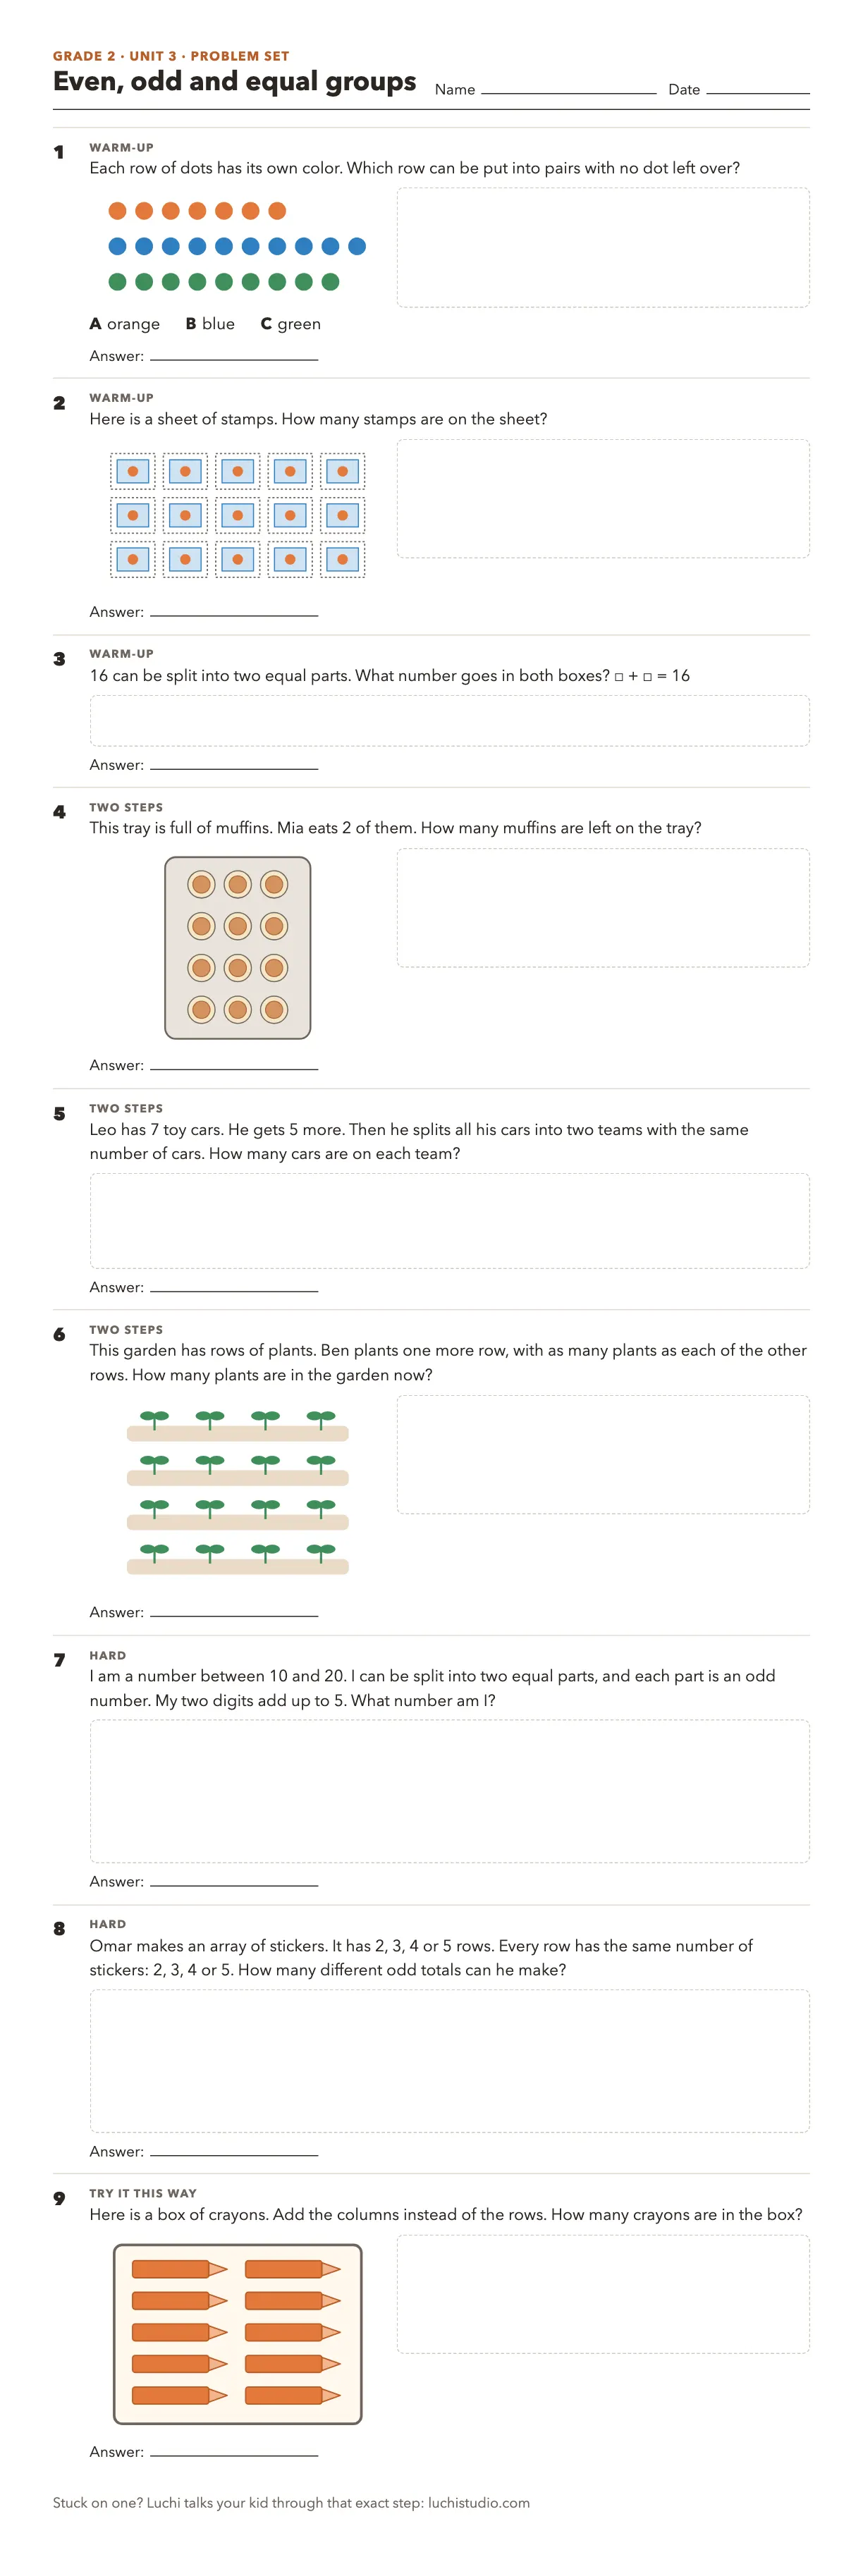 GRADE 2 · UNIT 3 · PROBLEM SET
Even, odd and equal groups
Name
Date
1
WARM-UP
Each row of dots has its own color. Which row can be put into pairs with no dot left over?
A orange B blue C green
Answer:
2
WARM-UP
Here is a sheet of stamps. How many stamps are on the sheet?
Answer:
3
WARM-UP
16 can be split into two equal parts. What number goes in both boxes? □ + □ = 16
Answer:
4
TWO STEPS
This tray is full of muffins. Mia eats 2 of them. How many muffins are left on the tray?
Answer:
5
TWO STEPS
Leo has 7 toy cars. He gets 5 more. Then he splits all his cars into two teams with the same
number of cars. How many cars are on each team?
Answer:
6
TWO STEPS
This garden has rows of plants. Ben plants one more row, with as many plants as each of the other
rows. How many plants are in the garden now?
Answer:
7
HARD
I am a number between 10 and 20. I can be split into two equal parts, and each part is an odd
number. My two digits add up to 5. What number am I?
Answer:
8
HARD
Omar makes an array of stickers. It has 2, 3, 4 or 5 rows. Every row has the same number of
stickers: 2, 3, 4 or 5. How many different odd totals can he make?
Answer:
9
TRY IT THIS WAY
Here is a box of crayons. Add the columns instead of the rows. How many crayons are in the box?
Answer:
Stuck on one? Luchi talks your kid through that exact step: luchistudio.com